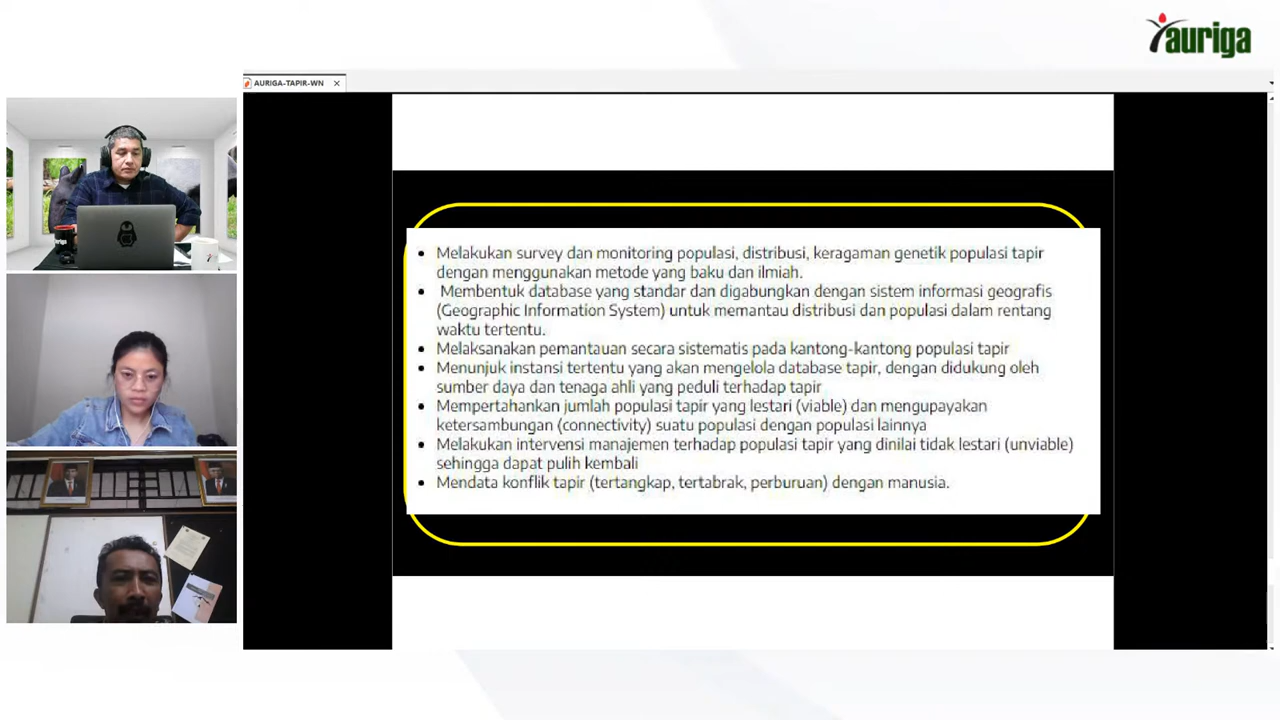 auriga
AURIGA-TAPIR-WN
• Melakukan survey dan monitoring populasi, distribusi, keragaman genetik populasi tapir
dengan menggunakan metode yang baku dan ilmiah.
• Membentuk database yang standar dan digabungkan dengan sistem informasi geografis
(Geographic Information System) untuk memantau distribusi dan populasi dalam rentang
waktu tertentu.
• Melaksanakan pemantauan secara sistematis pada kantong-kantong populasi tapir
• Menunjuk instansi tertentu yang akan mengelola database tapir, dengan didukung oleh
sumber daya dan tenaga ahli yang peduli terhadap tapir
• Mempertahankan jumlah populasi tapir yang lestari (viable) dan mengupayakan
ketersambungan (connectivity) suatu populasi dengan populasi lainnya
• Melakukan intervensi manajemen terhadap populasi tapir yang dinilai tidak lestari (unviable)
sehingga dapat pulih kembali
• Mendata konflik tapir (tertangkap, tertabrak, perburuan) dengan manusia.